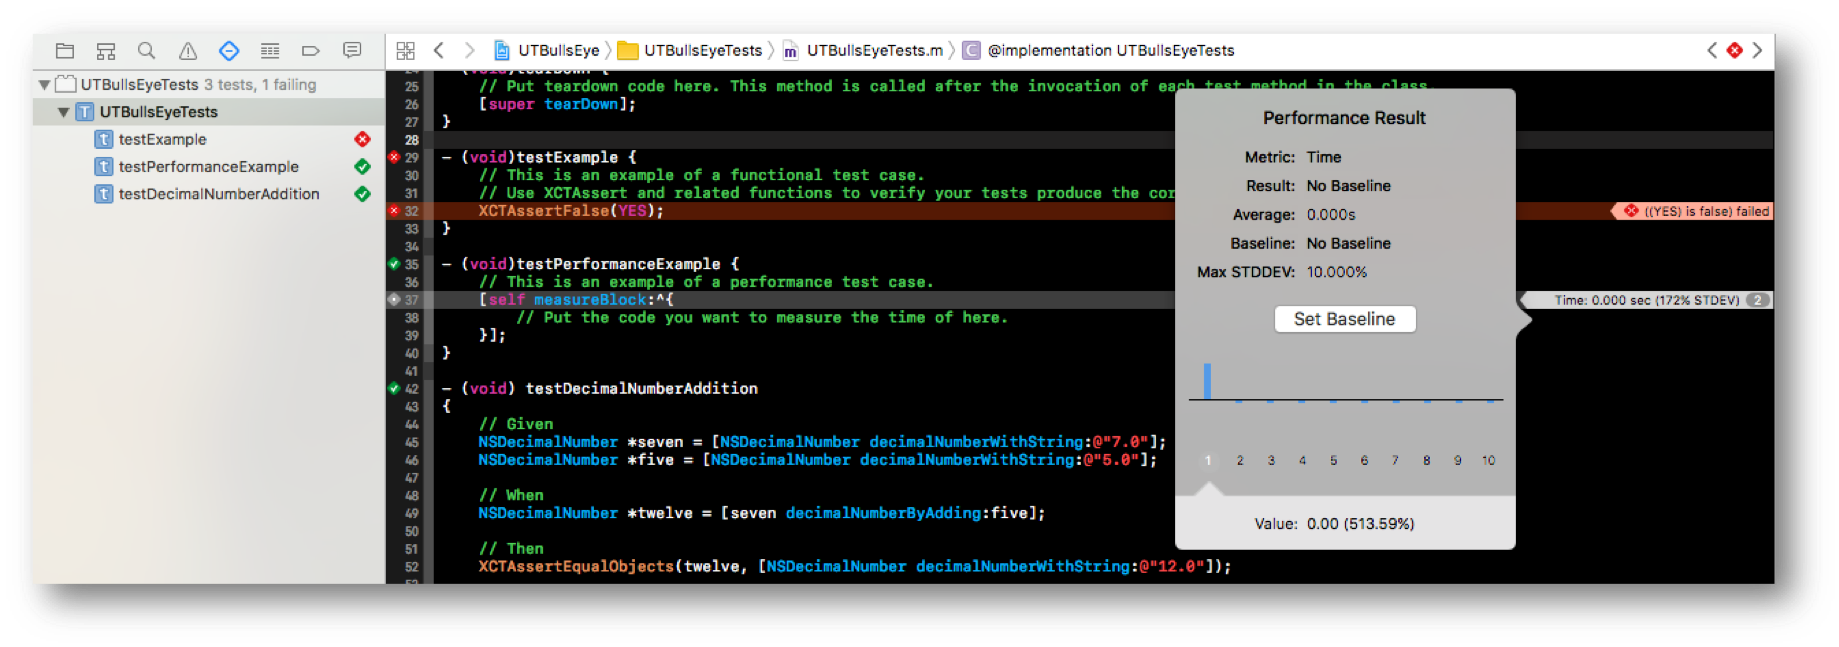 UTBullsEye
UTBullsEyeTests
UTBullsEyeTests.m
@implementation UTBullsEyeTests
UTBullsEyeTests 3 tests, 1 failing
UTBullsEyeTests
testExample
testPerformanceExample
testDecimalNumberAddition
25 // Put teardown code here. This method is called after the invocation of each test method in the class.
26 [super tearDown];
27 }
28
29 - (void)testExample {
30 // This is an example of a functional test case.
31 // Use XCTAssert and related functions to verify your tests produce the cor
32 XCTAssertFalse(YES);
((YES) is false) failed
33 }
34
35 - (void)testPerformanceExample {
36 // This is an example of a performance test case.
37 [self measureBlock:^{
Time: 0.000 sec (172% STDEV) 2
38 // Put the code you want to measure the time of here.
39 }];
40 }
41
42 - (void) testDecimalNumberAddition
43 {
44 // Given
45 NSDecimalNumber *seven = [NSDecimalNumber decimalNumberWithString:@"7.0"];
46 NSDecimalNumber *five = [NSDecimalNumber decimalNumberWithString:@"5.0"];
47
48 // When
49 NSDecimalNumber *twelve = [seven decimalNumberByAdding:five];
50
51 // Then
52 XCTAssertEqualObjects(twelve, [NSDecimalNumber decimalNumberWithString:@"12.0"]);
Performance Result
Metric: Time
Result: No Baseline
Average: 0.000s
Baseline: No Baseline
Max STDDEV: 10.000%
Set Baseline
1 2 3 4 5 6 7 8 9 10
Value: 0.00 (513.59%)